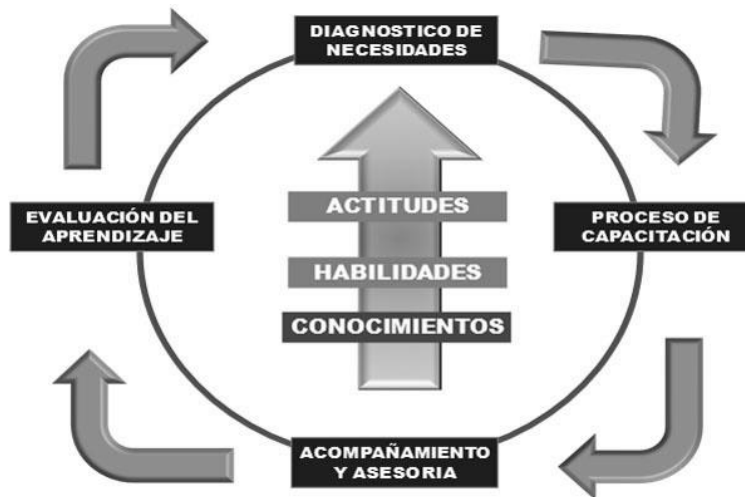 DIAGNOSTICO DE
NECESIDADES
ACTITUDES
EVALUACIÓN DEL
APRENDIZAJE
PROCESO DE
CAPACITACIÓN
HABILIDADES
CONOCIMIENTOS
ACOMPAÑAMIENTO
Y ASESORIA